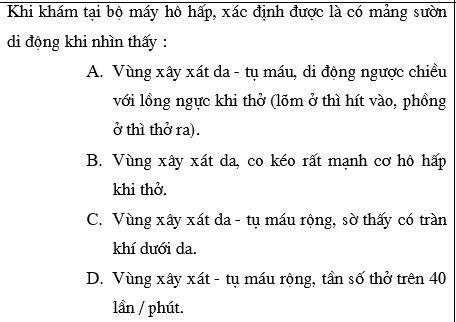 Khi khám tại bộ máy hô hấp, xác định được là có mảng sườn
di động khi nhìn thấy :
A. Vùng xây xát da - tụ máu, di động ngược chiều
với lồng ngực khi thở (lõm ở thì hít vào, phồng
ở thì thở ra).
B. Vùng xây xát da, co kéo rất mạnh cơ hô hấp
khi thở.
C. Vùng xây xát da - tụ máu rộng, sờ thấy có tràn
khí dưới da.
D. Vùng xây xát - tụ máu rộng, tần số thở trên 40
lần / phút.